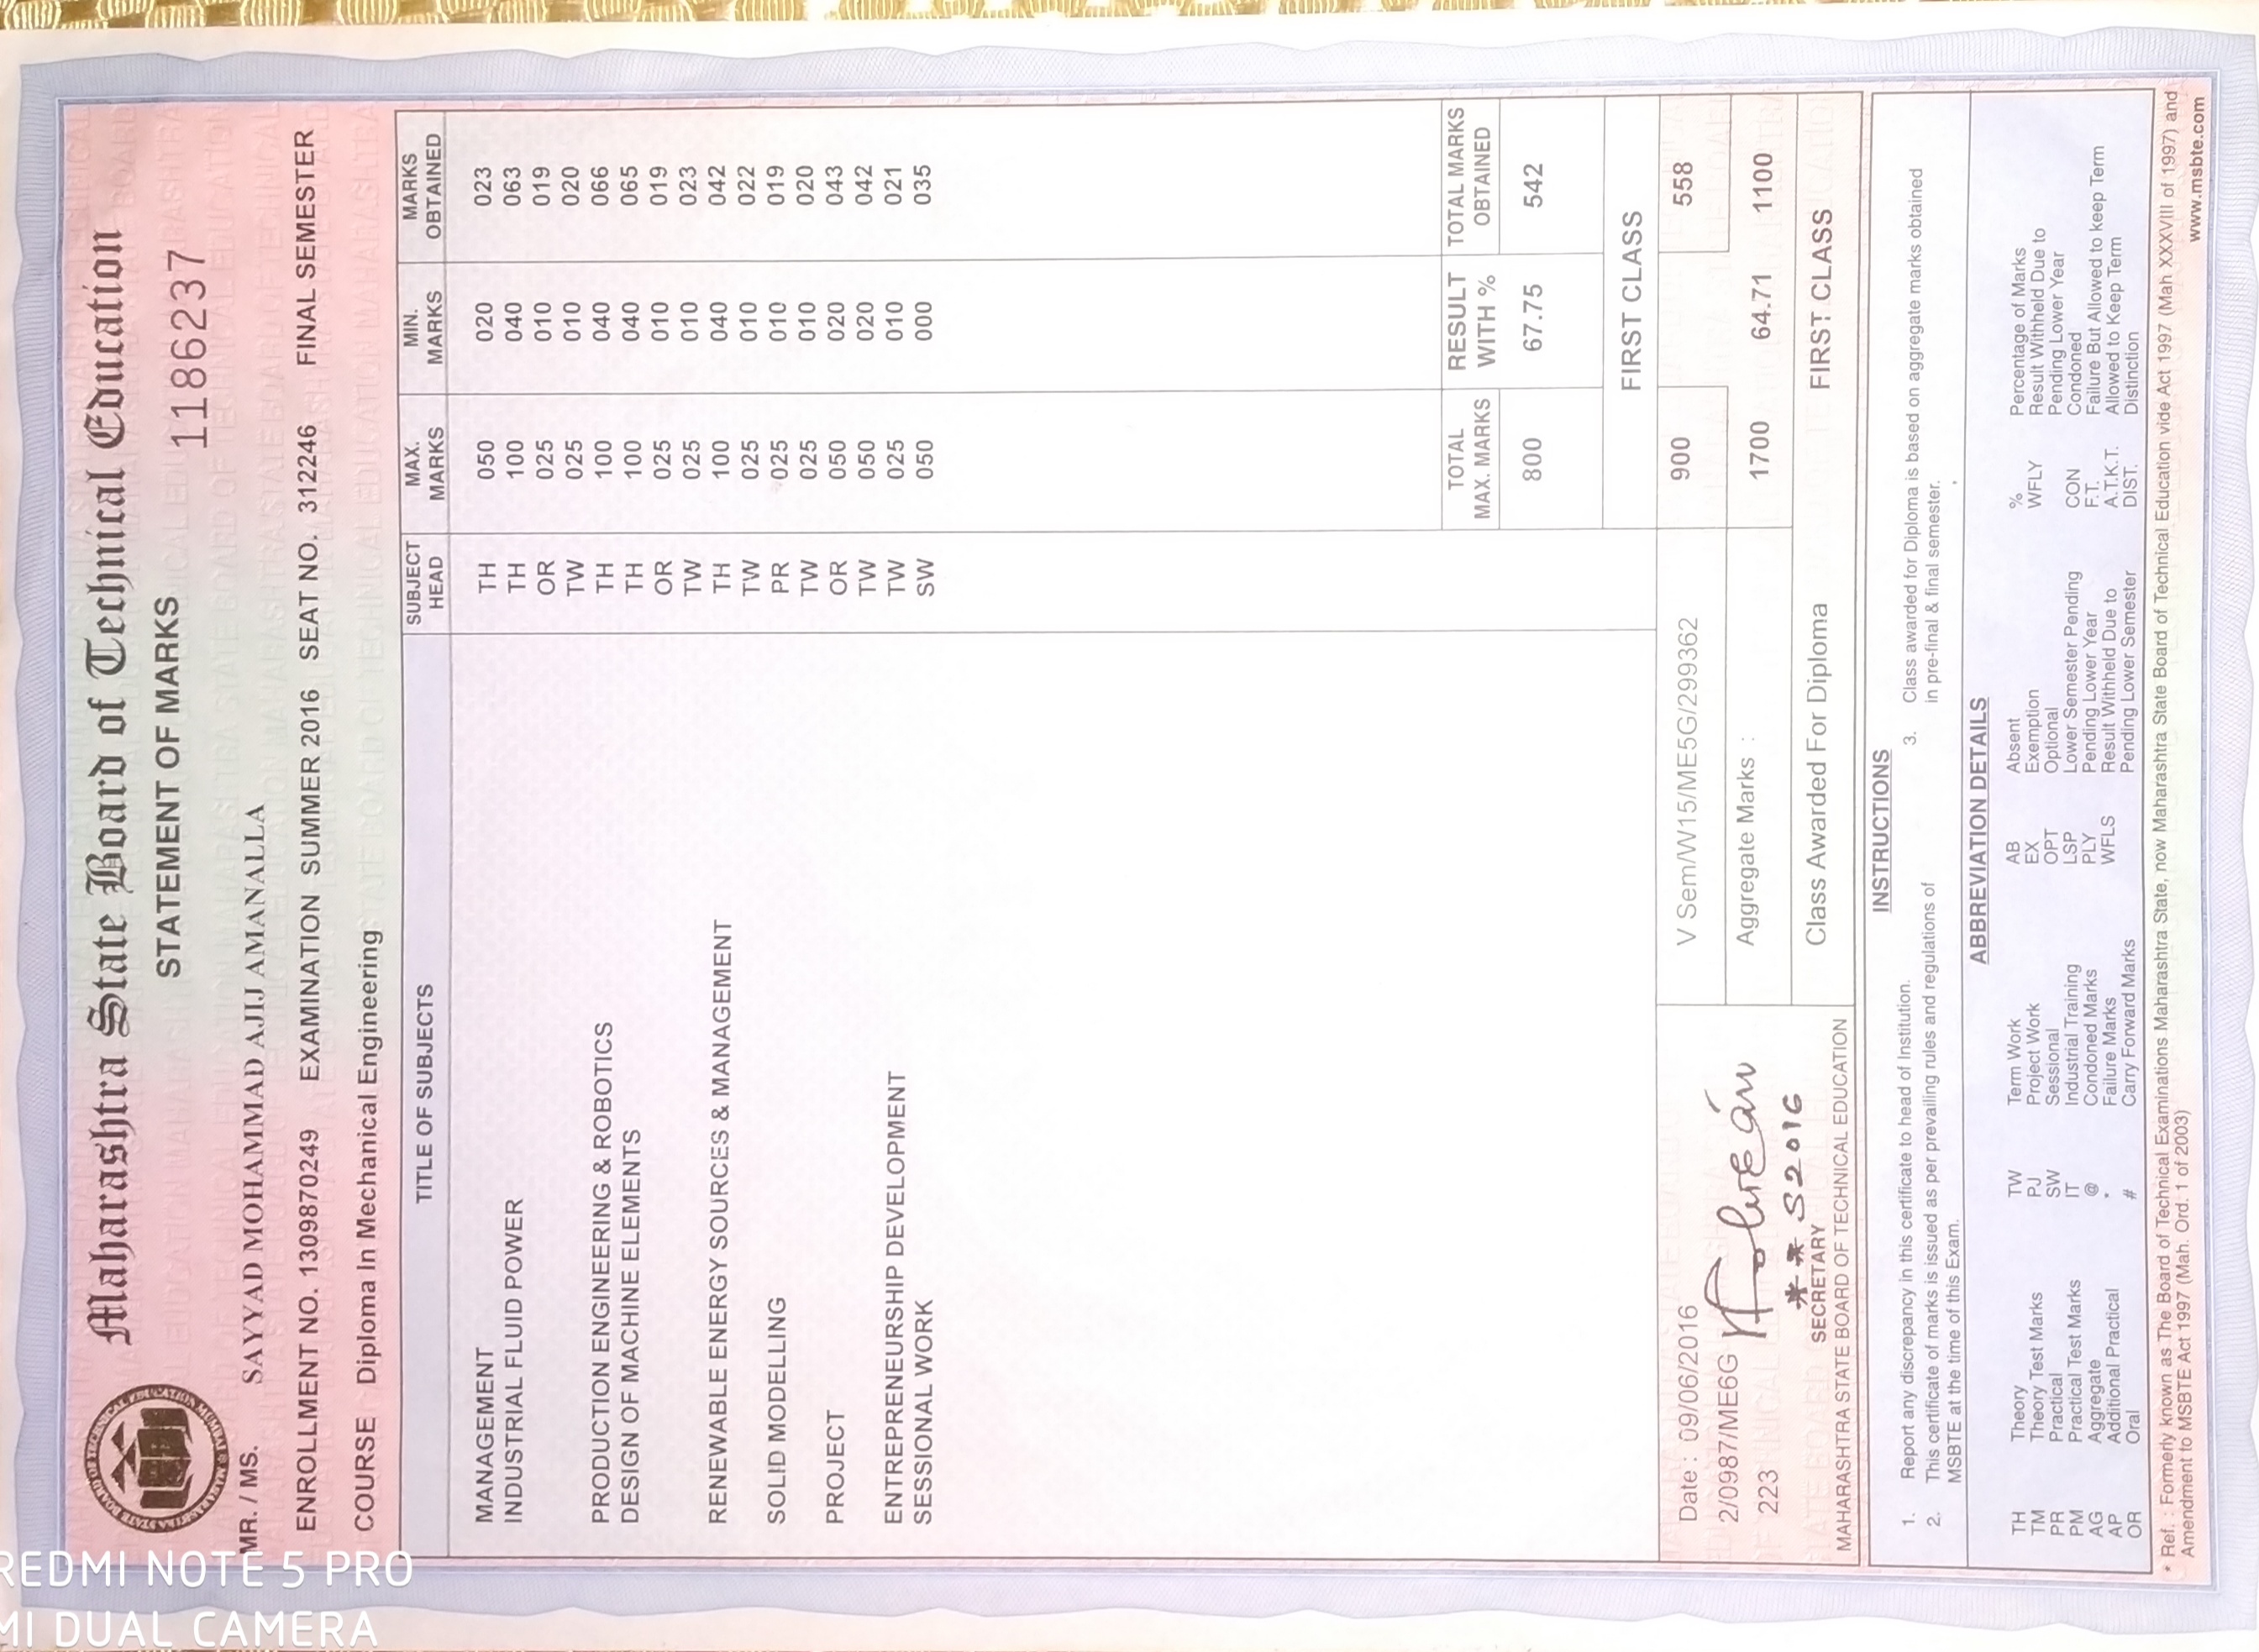 Maharashtra State Board of Technical Education
STATEMENT OF MARKS
1186237
MR. / MS. SAYYAD MOHAMMAD AJIJ AMANALLA
ENROLLMENT NO. 1309870249 EXAMINATION SUMMER 2016 SEAT NO. 312246 FINAL SEMESTER
COURSE Diploma In Mechanical Engineering
TITLE OF SUBJECTS SUBJECT HEAD MAX. MARKS MIN. MARKS MARKS OBTAINED
MANAGEMENT TH 050 020 023
INDUSTRIAL FLUID POWER TH 100 040 063
OR 025 010 019
TW 025 010 020
PRODUCTION ENGINEERING & ROBOTICS TH 100 040 066
DESIGN OF MACHINE ELEMENTS TH 100 040 065
OR 025 010 019
TW 025 010 023
RENEWABLE ENERGY SOURCES & MANAGEMENT TH 100 040 042
TW 025 010 022
SOLID MODELLING PR 025 010 019
TW 025 010 020
PROJECT OR 050 020 043
TW 050 020 042
ENTREPRENEURSHIP DEVELOPMENT TW 025 010 021
SESSIONAL WORK SW 050 000 035
TOTAL MAX. MARKS RESULT WITH % TOTAL MARKS OBTAINED
800 67.75 542
FIRST CLASS
Date : 09/06/2016 V Sem/W15/ME5G/299362 900 558
2/0987/ME6G Aggregate Marks : 1700 64.71 1100
223
** S2016
SECRETARY Class Awarded For Diploma FIRST CLASS
MAHARASHTRA STATE BOARD OF TECHNICAL EDUCATION
INSTRUCTIONS
1. Report any discrepancy in this certificate to head of Institution.
2. This certificate of marks is issued as per prevailing rules and regulations of
MSBTE at the time of this Exam.
3. Class awarded for Diploma is based on aggregate marks obtained
in pre-final & final semester.
ABBREVIATION DETAILS
TH Theory TW Term Work AB Absent % Percentage of Marks
TM Theory Test Marks PJ Project Work EX Exemption WFLY Result Withheld Due to
PR Practical SW Sessional OPT Optional Pending Lower Year
PM Practical Test Marks IT Industrial Training LSP Lower Semester Pending CON Condoned
AG Aggregate @ Condoned Marks PLY Pending Lower Year F.T. Failure But Allowed to keep Term
AP Additional Practical * Failure Marks WFLS Result Withheld Due to A.T.K.T. Allowed to Keep Term
OR Oral # Carry Forward Marks Pending Lower Semester DIST. Distinction
* Ref. : Formerly known as The Board of Technical Examinations Maharashtra State, now Maharashtra State Board of Technical Education vide Act 1997 (Mah XXXVIII of 1997) and
Amendment to MSBTE Act 1997 (Mah. Ord. 1 of 2003)
www.msbte.com
REDMI NOTE 5 PRO
MI DUAL CAMERA